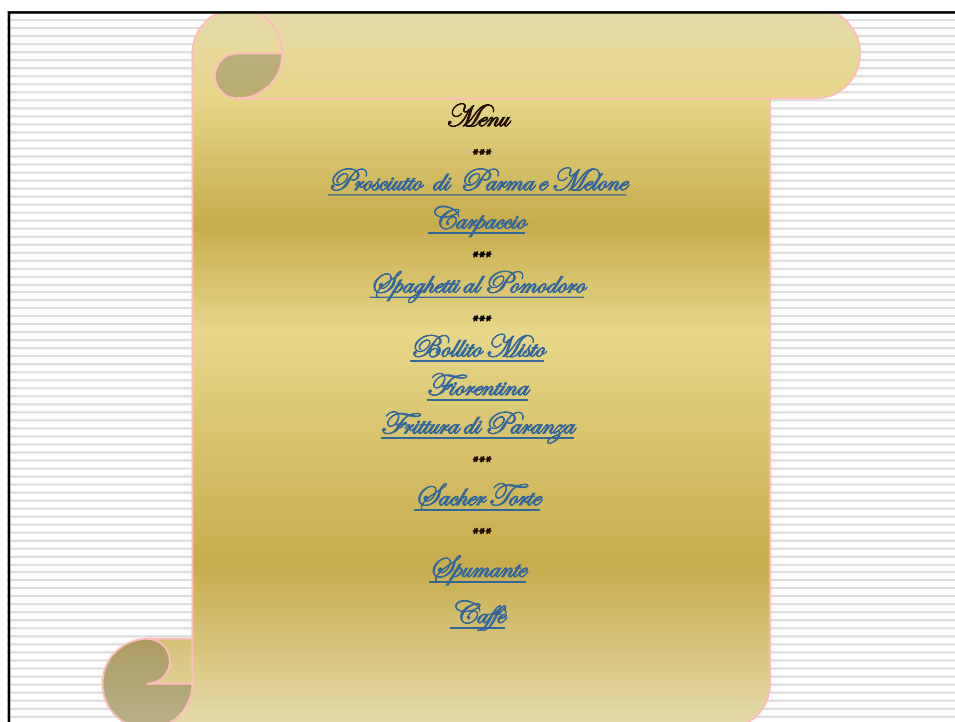 Menu
***
Prosciutto di Parma e Melone
Carpaccio
***
Spaghetti al Pomodoro
***
Bollito Misto
Fiorentina
Frittura di Paranza
***
Sacher Torte
***
Spumante
Caffè